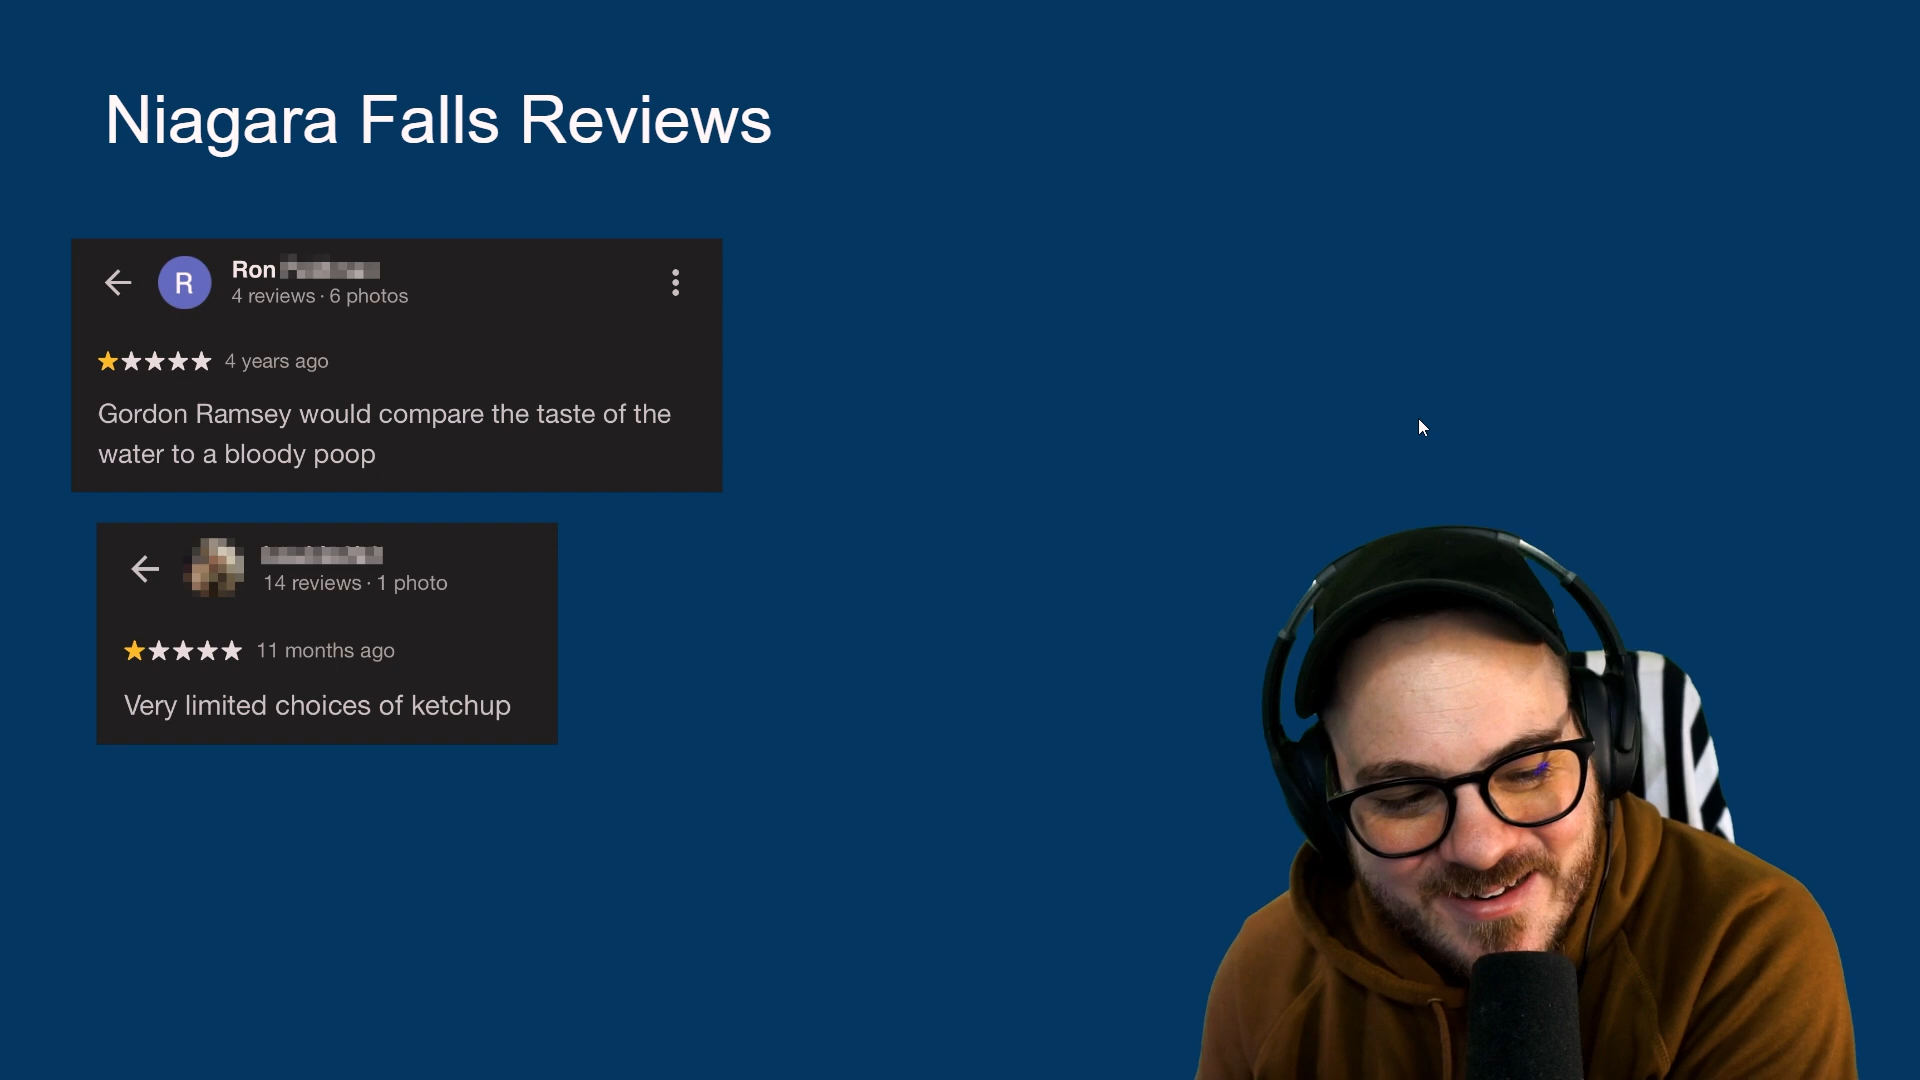 Niagara Falls Reviews
R
Ron
4 reviews · 6 photos
4 years ago
Gordon Ramsey would compare the taste of the
water to a bloody poop
14 reviews · 1 photo
11 months ago
Very limited choices of ketchup